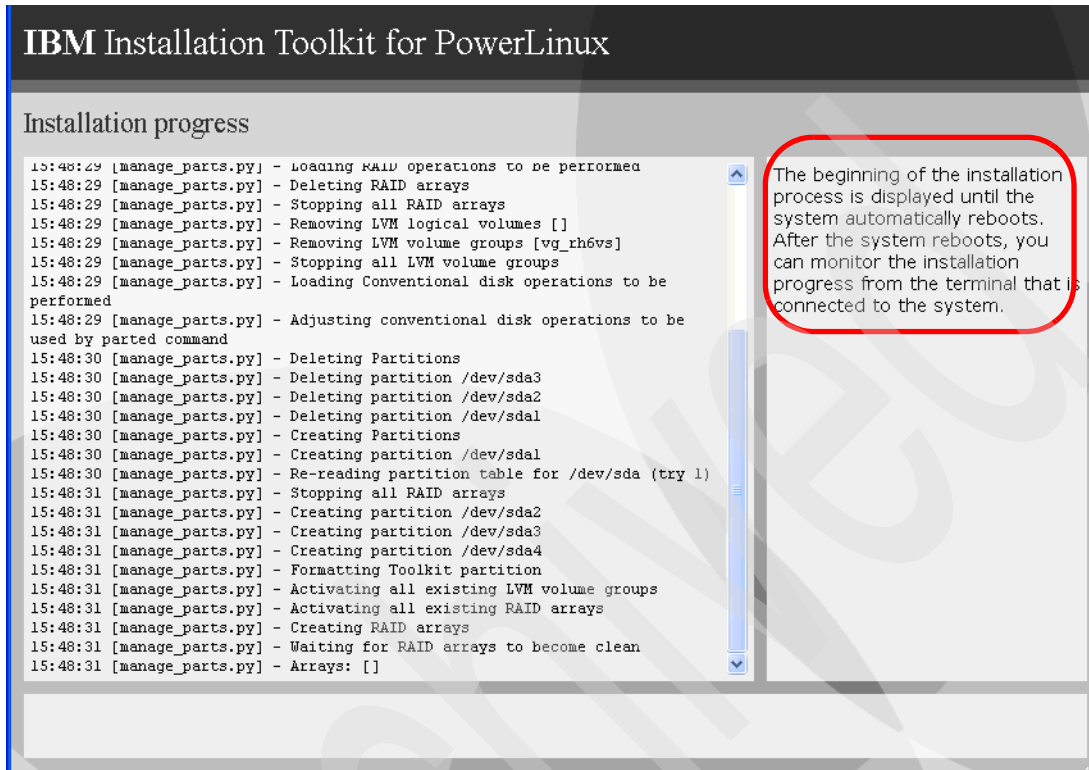 IBM Installation Toolkit for PowerLinux
Installation progress
15:48:29 [manage_parts.py] - Loading RAID operations to be performed
15:48:29 [manage_parts.py] - Deleting RAID arrays
15:48:29 [manage_parts.py] - Stopping all RAID arrays
15:48:29 [manage_parts.py] - Removing LVM logical volumes []
15:48:29 [manage_parts.py] - Removing LVM volume groups [vg_rh6vs]
15:48:29 [manage_parts.py] - Stopping all LVM volume groups
15:48:29 [manage_parts.py] - Loading Conventional disk operations to be
performed
15:48:29 [manage_parts.py] - Adjusting conventional disk operations to be
used by parted command
15:48:30 [manage_parts.py] - Deleting Partitions
15:48:30 [manage_parts.py] - Deleting partition /dev/sda3
15:48:30 [manage_parts.py] - Deleting partition /dev/sda2
15:48:30 [manage_parts.py] - Deleting partition /dev/sda1
15:48:30 [manage_parts.py] - Creating Partitions
15:48:30 [manage_parts.py] - Creating partition /dev/sda1
15:48:30 [manage_parts.py] - Re-reading partition table for /dev/sda (try 1)
15:48:31 [manage_parts.py] - Stopping all RAID arrays
15:48:31 [manage_parts.py] - Creating partition /dev/sda2
15:48:31 [manage_parts.py] - Creating partition /dev/sda3
15:48:31 [manage_parts.py] - Creating partition /dev/sda4
15:48:31 [manage_parts.py] - Formatting Toolkit partition
15:48:31 [manage_parts.py] - Activating all existing LVM volume groups
15:48:31 [manage_parts.py] - Activating all existing RAID arrays
15:48:31 [manage_parts.py] - Creating RAID arrays
15:48:31 [manage_parts.py] - Waiting for RAID arrays to become clean
15:48:31 [manage_parts.py] - Arrays: []
The beginning of the installation
process is displayed until the
system automatically reboots.
After the system reboots, you
can monitor the installation
progress from the terminal that is
connected to the system.